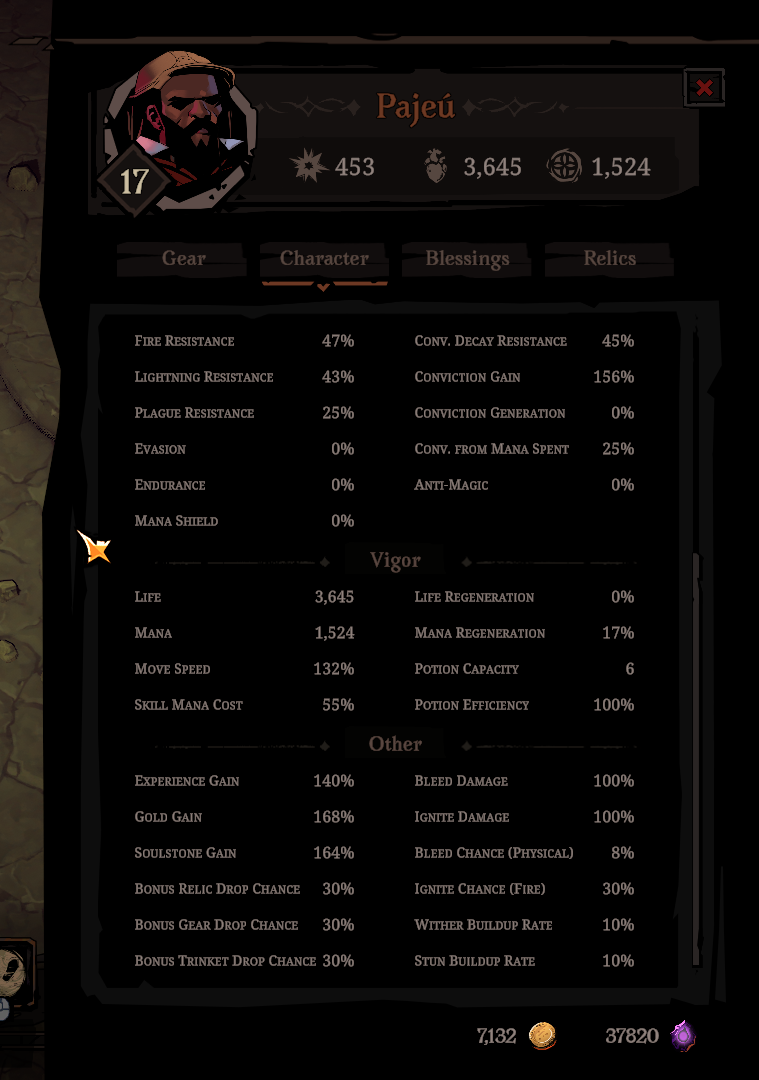 Pajeú
17
453 3,645 1,524
Gear Character Blessings Relics
Fire Resistance 47% Conv. Decay Resistance 45%
Lightning Resistance 43% Conviction Gain 156%
Plague Resistance 25% Conviction Generation 0%
Evasion 0% Conv. from Mana Spent 25%
Endurance 0% Anti-Magic 0%
Mana Shield 0%
Vigor
Life 3,645 Life Regeneration 0%
Mana 1,524 Mana Regeneration 17%
Move Speed 132% Potion Capacity 6
Skill Mana Cost 55% Potion Efficiency 100%
Other
Experience Gain 140% Bleed Damage 100%
Gold Gain 168% Ignite Damage 100%
Soulstone Gain 164% Bleed Chance (Physical) 8%
Bonus Relic Drop Chance 30% Ignite Chance (Fire) 30%
Bonus Gear Drop Chance 30% Wither Buildup Rate 10%
Bonus Trinket Drop Chance 30% Stun Buildup Rate 10%
7,132 37820